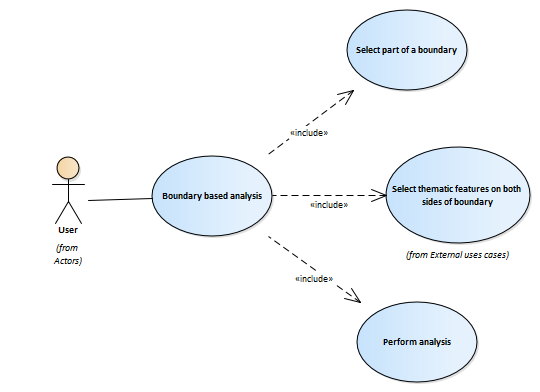 Select part of a boundary
«include»
Boundary based analysis
Select thematic features on both
sides of boundary
«include»
User
(from
Actors)
(from External uses cases)
«include»
Perform analysis